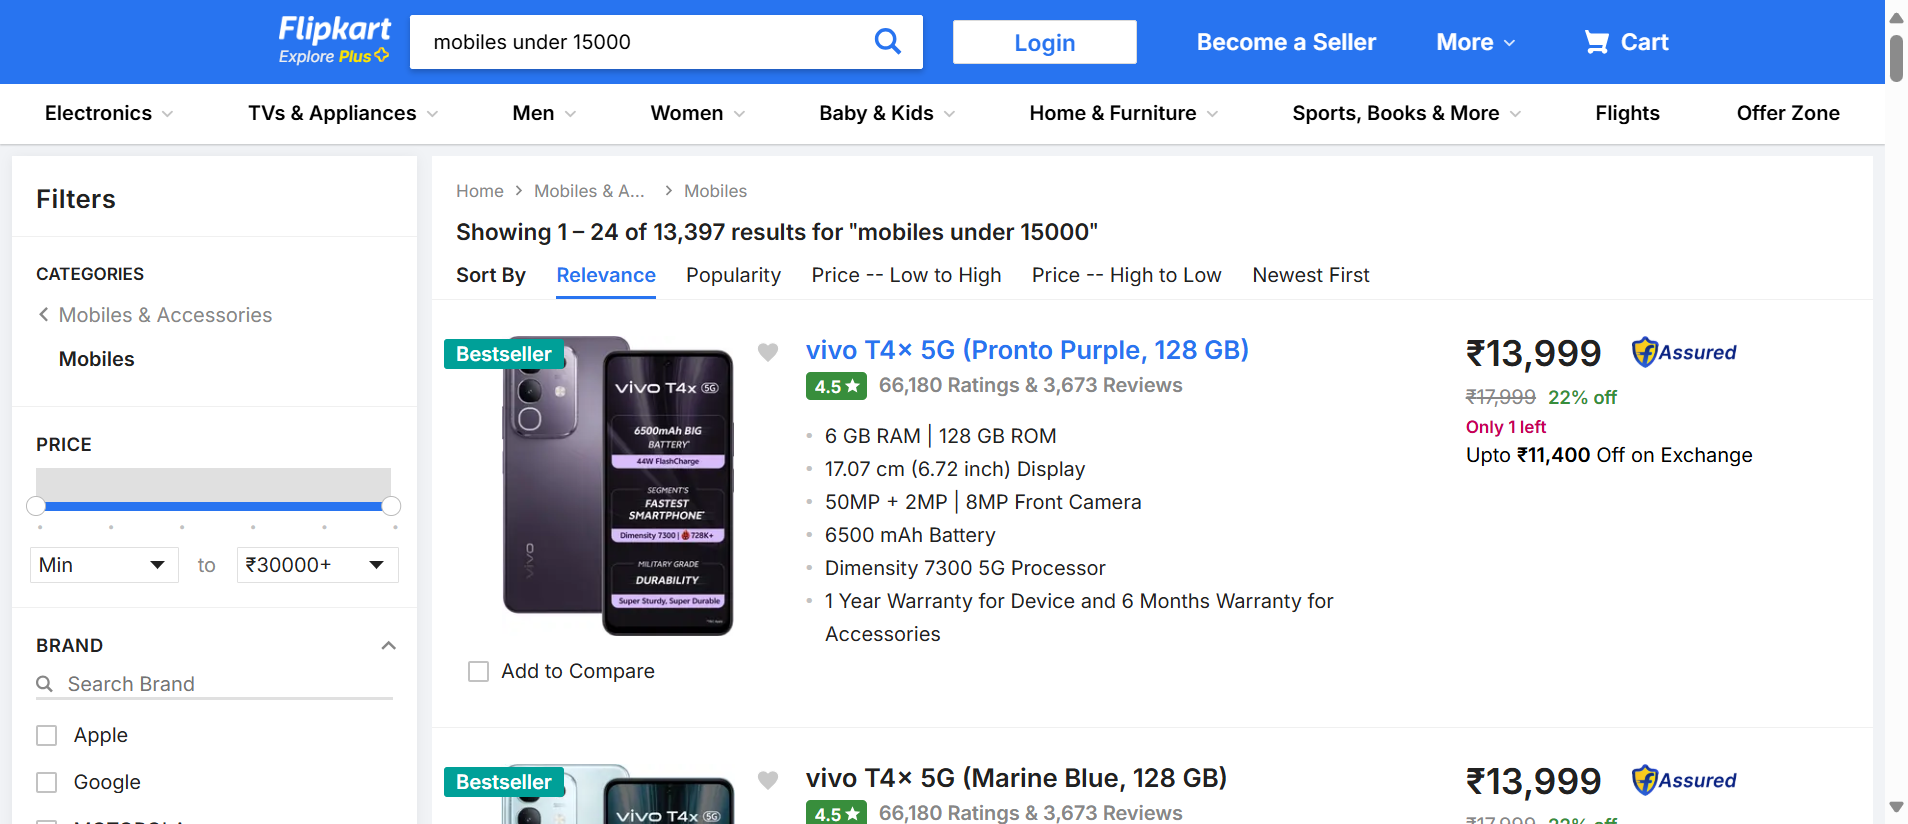 Flipkart
Explore Plus
mobiles under 15000
Login
Become a Seller
More
Cart
Electronics
TVs & Appliances
Men
Women
Baby & Kids
Home & Furniture
Sports, Books & More
Flights
Offer Zone
Filters
CATEGORIES
Mobiles & Accessories
Mobiles
PRICE
Min
to
₹30000+
BRAND
Search Brand
Apple
Google
MOTOROLA
Home
Mobiles & A...
Mobiles
Showing 1 – 24 of 13,397 results for "mobiles under 15000"
Sort By
Relevance
Popularity
Price -- Low to High
Price -- High to Low
Newest First
Bestseller
vivo T4x 5G
6500mAh BIG
BATTERY*
44W FlashCharge
SEGMENT'S
FASTEST
SMARTPHONE*
Dimensity 7300 | 728K+
MILITARY GRADE
DURABILITY
Super Sturdy, Super Durable
vivo
Add to Compare
vivo T4x 5G (Pronto Purple, 128 GB)
4.5★ 66,180 Ratings & 3,673 Reviews
6 GB RAM | 128 GB ROM
17.07 cm (6.72 inch) Display
50MP + 2MP | 8MP Front Camera
6500 mAh Battery
Dimensity 7300 5G Processor
1 Year Warranty for Device and 6 Months Warranty for
Accessories
₹13,999
Assured
₹17,999 22% off
Only 1 left
Upto ₹11,400 Off on Exchange
Bestseller
vivo T4x 5G
vivo T4x 5G (Marine Blue, 128 GB)
4.5★ 66,180 Ratings & 3,673 Reviews
₹13,999
Assured
₹17,999 22% off